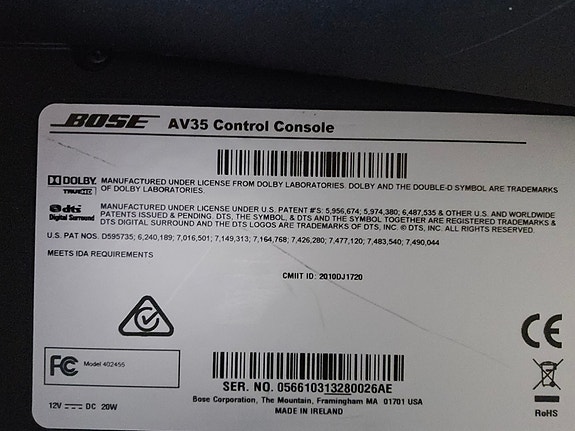 BOSE AV35 Control Console
DOLBY TRUEHD MANUFACTURED UNDER LICENSE FROM DOLBY LABORATORIES. DOLBY AND THE DOUBLE-D SYMBOL ARE TRADEMARKS
OF DOLBY LABORATORIES.
dts Digital Surround MANUFACTURED UNDER LICENSE UNDER U.S. PATENT #'S: 5,956,674; 5,974,380; 6,487,535 & OTHER U.S. AND WORLDWIDE
PATENTS ISSUED & PENDING. DTS, THE SYMBOL, & DTS AND THE SYMBOL TOGETHER ARE REGISTERED TRADEMARKS &
DTS DIGITAL SURROUND AND THE DTS LOGOS ARE TRADEMARKS OF DTS, INC. © DTS, INC. ALL RIGHTS RESERVED.
U.S. PAT NOS. D595735; 6,240,189; 7,016,501; 7,149,313; 7,164,768; 7,426,280; 7,477,120; 7,483,540; 7,490,044
MEETS IDA REQUIREMENTS
CMIIT ID: 2010DJ1720
CE
FC Model 402455
SER. NO. 056610313280026AE
Bose Corporation, The Mountain, Framingham MA 01701 USA
MADE IN IRELAND
12V DC 20W
RoHS